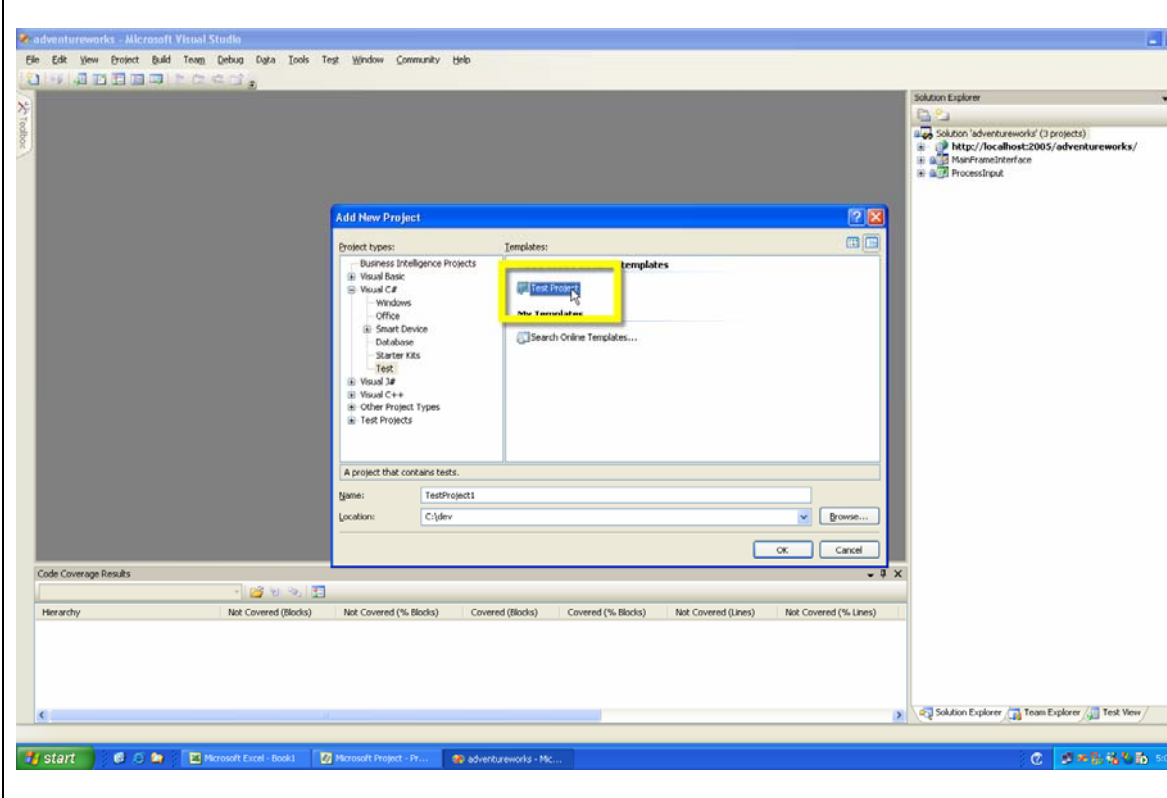 adventureworks - Microsoft Visual Studio
File Edit View Project Build Team Debug Data Tools Test Window Community Help
Toolbox
Solution Explorer
Solution 'adventureworks' (3 projects)
http://localhost:2005/adventureworks/
MainFrameInterface
ProcessInput
Add New Project
Project types:
Templates:
Business Intelligence Projects
Visual Basic
Visual C#
Windows
Office
Smart Device
Database
Starter Kits
Test
Visual J#
Visual C++
Other Project Types
Test Projects
templates
Test Project
My Templates
Search Online Templates...
A project that contains tests.
Name: TestProject1
Location: C:\dev Browse...
OK Cancel
Code Coverage Results
Hierarchy Not Covered (Blocks) Not Covered (% Blocks) Covered (Blocks) Covered (% Blocks) Not Covered (Lines) Not Covered (% Lines)
Solution Explorer Team Explorer Test View
start Microsoft Excel - Book1 Microsoft Project - Pr... adventureworks - Mic...